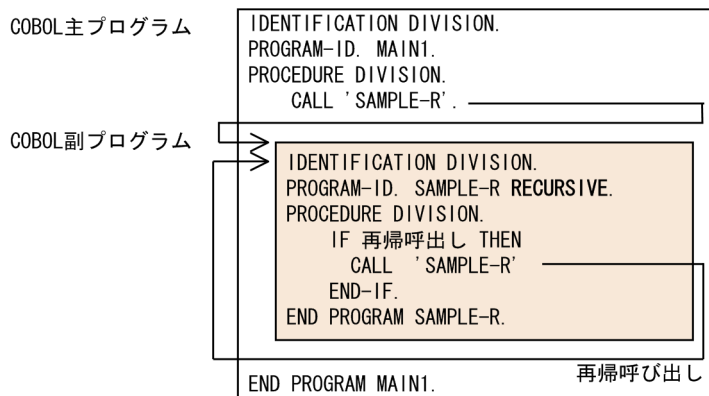 COBOL主プログラム
IDENTIFICATION DIVISION.
PROGRAM-ID. MAIN1.
PROCEDURE DIVISION.
CALL 'SAMPLE-R'.
COBOL副プログラム
IDENTIFICATION DIVISION.
PROGRAM-ID. SAMPLE-R RECURSIVE.
PROCEDURE DIVISION.
IF 再帰呼出し THEN
CALL 'SAMPLE-R'
END-IF.
END PROGRAM SAMPLE-R.
再帰呼び出し
END PROGRAM MAIN1.